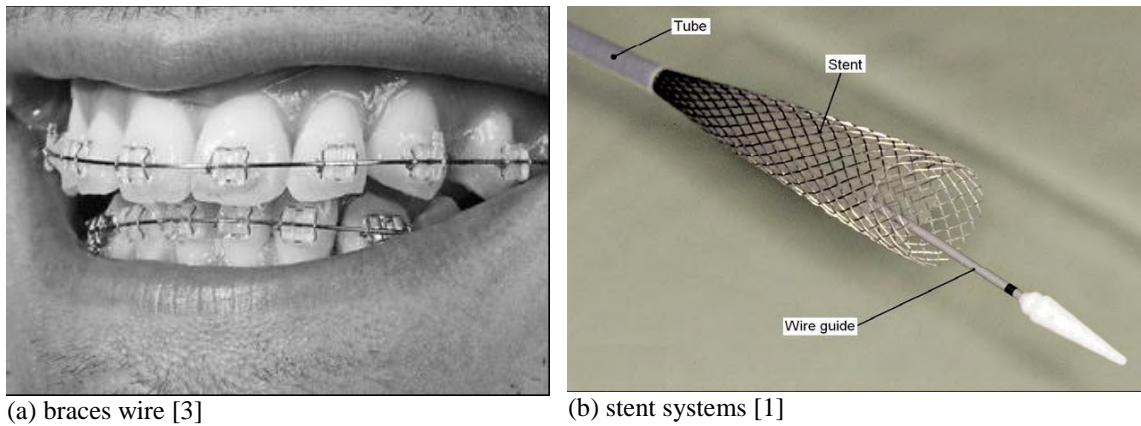 Tube
Stent
Wire guide
(a) braces wire [3]
(b) stent systems [1]